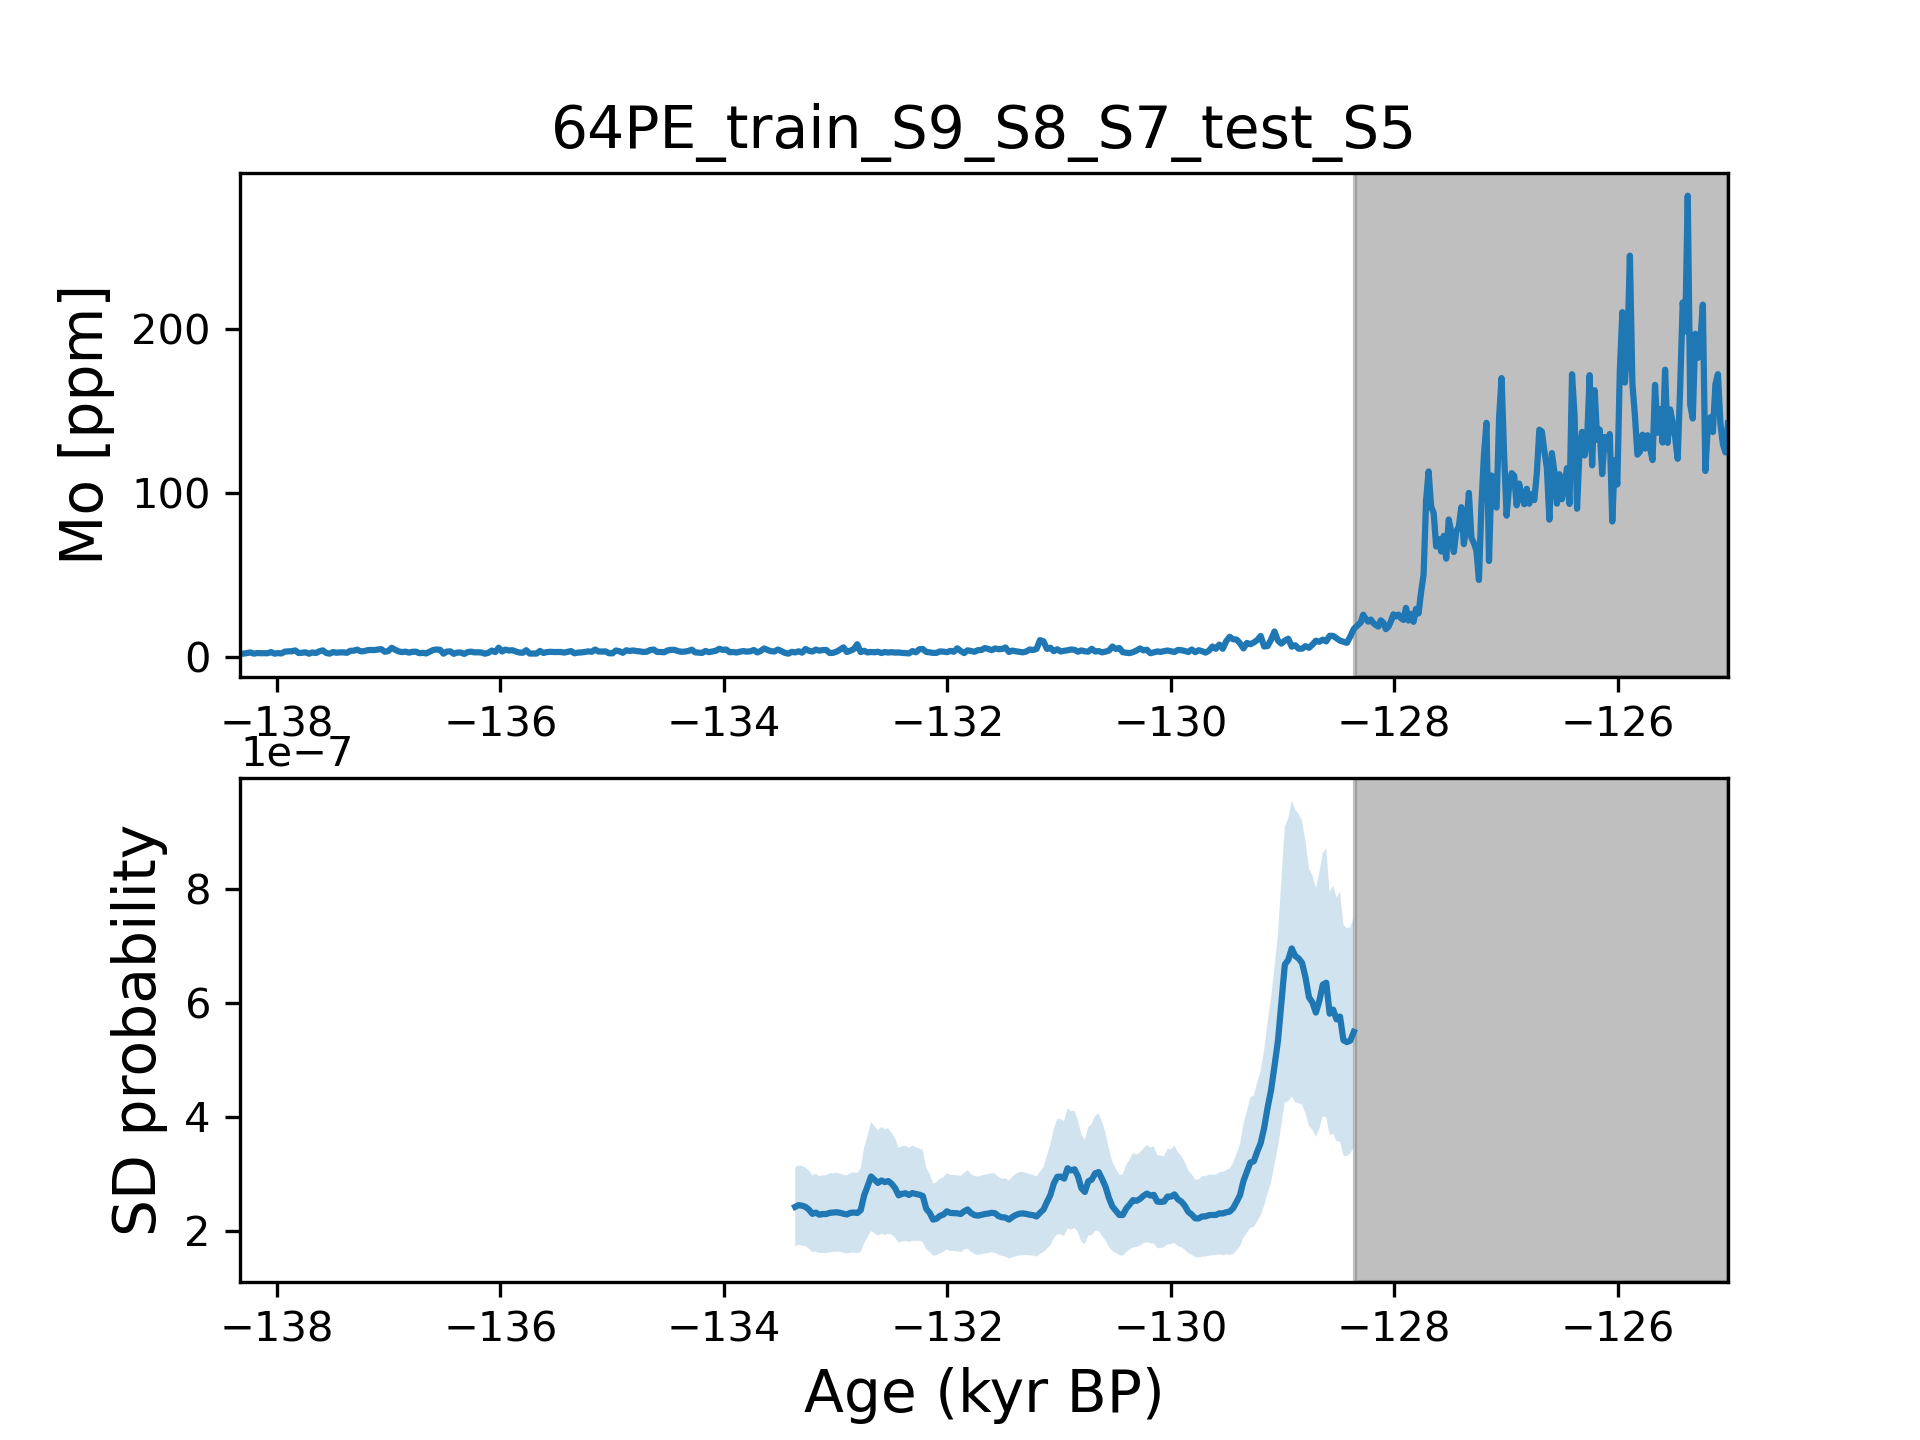 64PE_train_S9_S8_S7_test_S5
Mo [ppm]
200
100
0
−138 −136 −134 −132 −130 −128 −126
1e−7
SD probability
8
6
4
2
−138 −136 −134 −132 −130 −128 −126
Age (kyr BP)